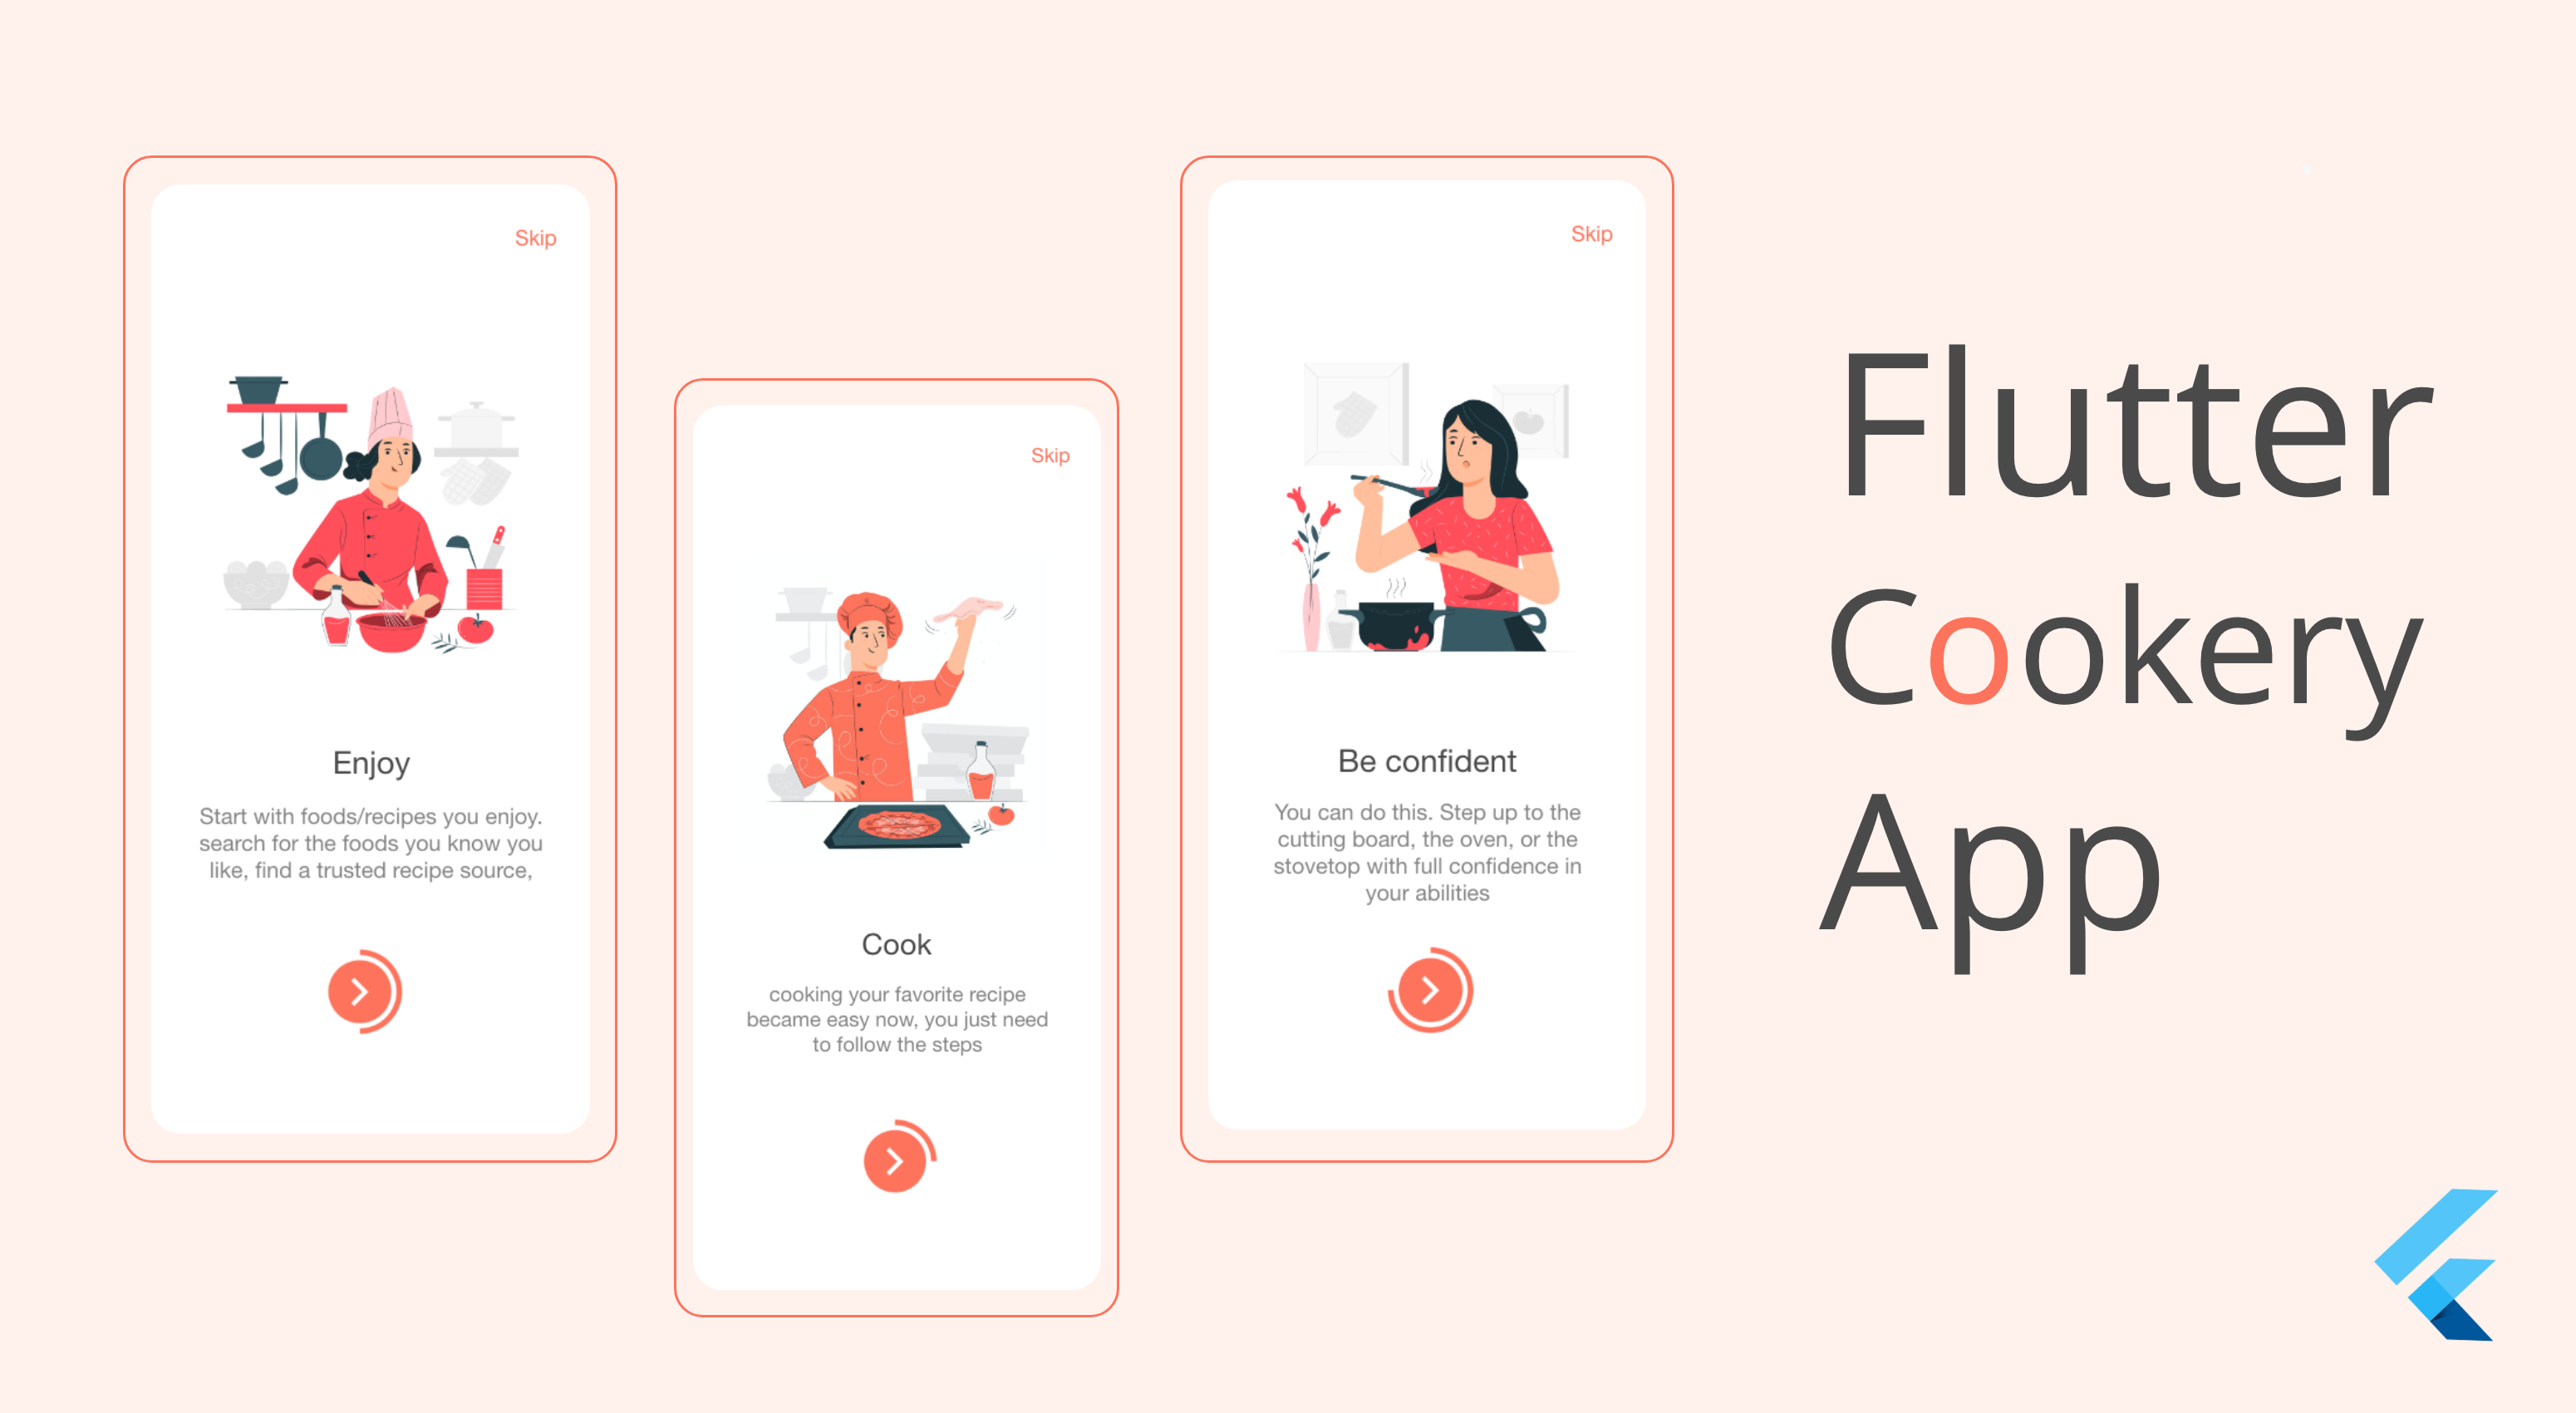 Skip
Enjoy
Start with foods/recipes you enjoy.
search for the foods you know you
like, find a trusted recipe source,
Skip
Cook
cooking your favorite recipe
became easy now, you just need
to follow the steps
Skip
Be confident
You can do this. Step up to the
cutting board, the oven, or the
stovetop with full confidence in
your abilities
Flutter
Cookery
App